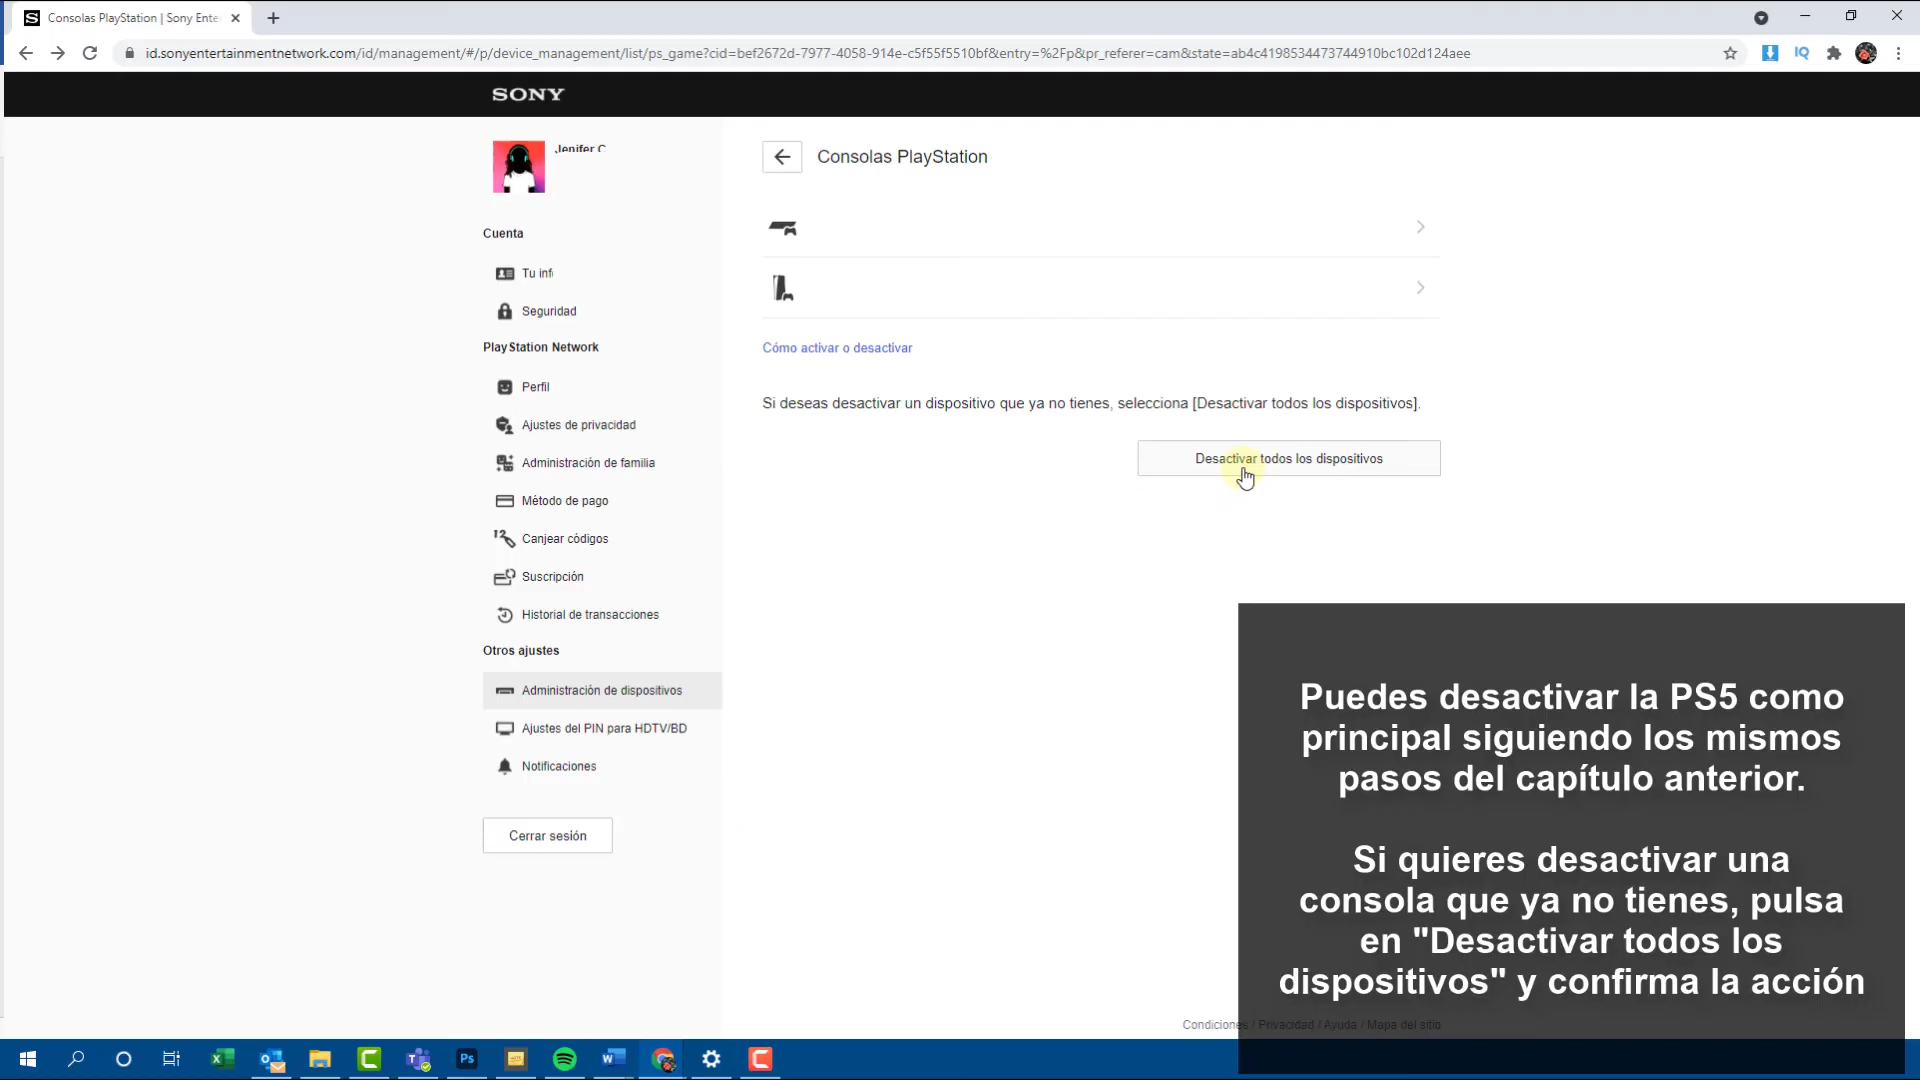 Consolas PlayStation | Sony Ente
id.sonyentertainmentnetwork.com/id/management/#/p/device_management/list/ps_game?cid=bef2672d-7977-4058-914e-c5f55f5510bf&entry=%2Fp&pr_referer=cam&state=ab4c4198534473744910bc102d124aee
SONY
Jenifer C
Consolas PlayStation
Cuenta
Tu inf
Seguridad
PlayStation Network
Perfil
Ajustes de privacidad
Administración de familia
Método de pago
Canjear códigos
Suscripción
Historial de transacciones
Otros ajustes
Administración de dispositivos
Ajustes del PIN para HDTV/BD
Notificaciones
Cerrar sesión
Cómo activar o desactivar
Si deseas desactivar un dispositivo que ya no tienes, selecciona [Desactivar todos los dispositivos].
Desactivar todos los dispositivos
Puedes desactivar la PS5 como
principal siguiendo los mismos
pasos del capítulo anterior.
Si quieres desactivar una
consola que ya no tienes, pulsa
en "Desactivar todos los
dispositivos" y confirma la acción
Condiciones / Privacidad / Ayuda / Mapa del sitio